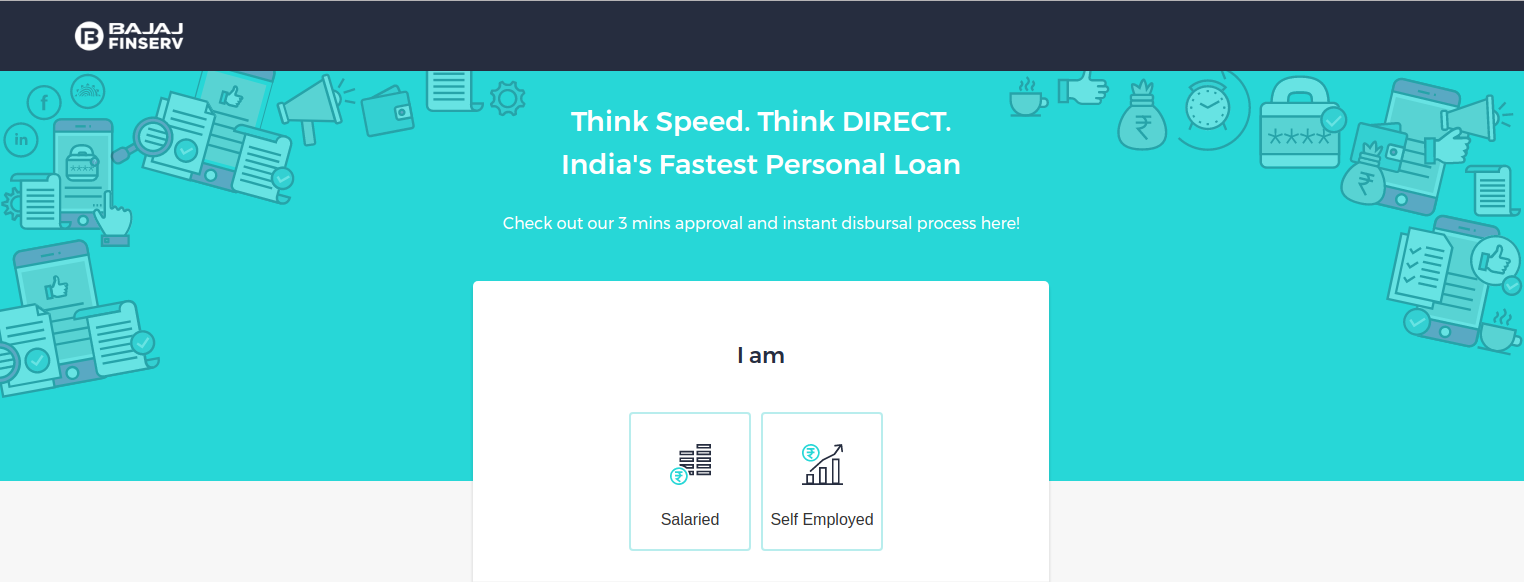 BAJAJ
FINSERV
f
in
Think Speed. Think DIRECT.
India's Fastest Personal Loan
Check out our 3 mins approval and instant disbursal process here!
I am
Salaried
Self Employed